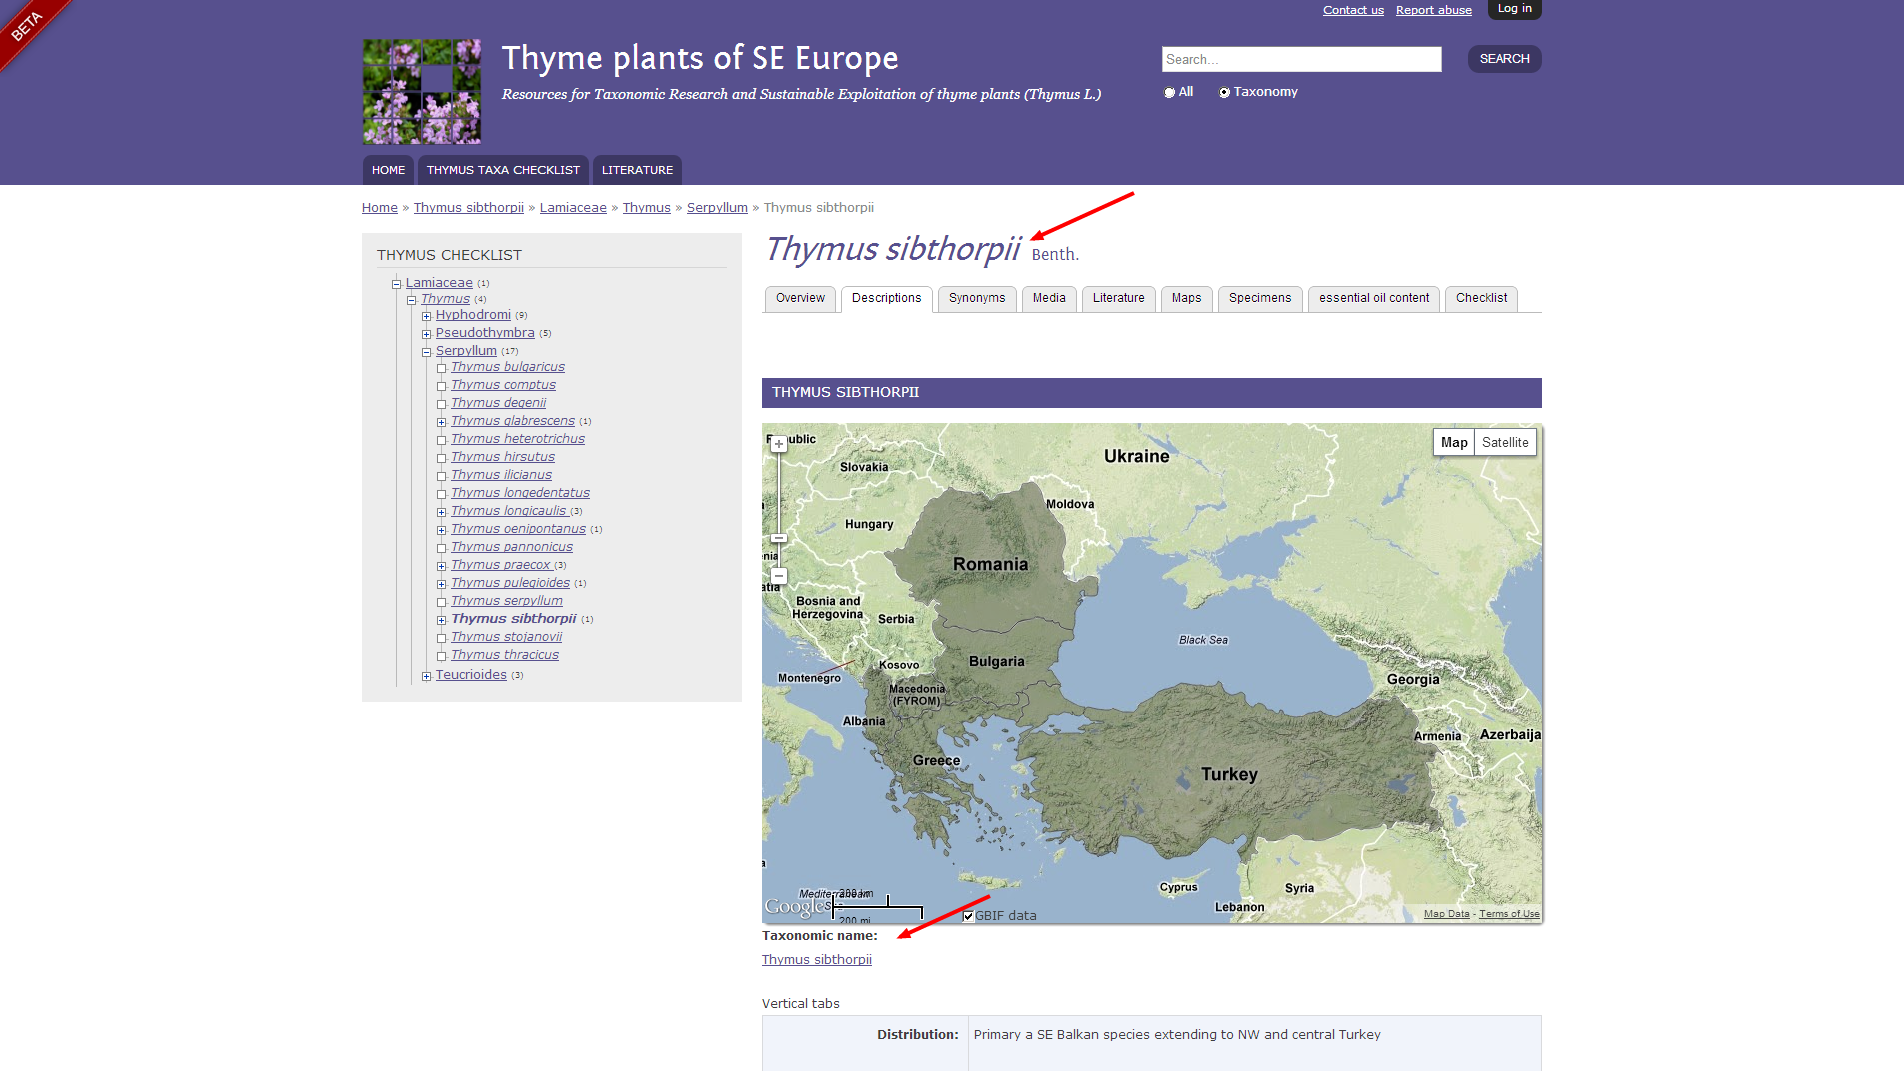 BETA
Contact us Report abuse Log in
Thyme plants of SE Europe
Resources for Taxonomic Research and Sustainable Exploitation of thyme plants (Thymus L.)
Search... SEARCH
All Taxonomy
HOME THYMUS TAXA CHECKLIST LITERATURE
Home » Thymus sibthorpii » Lamiaceae » Thymus » Serpyllum » Thymus sibthorpii
THYMUS CHECKLIST
Lamiaceae (1)
Thymus (4)
Hyphodromi (9)
Pseudothymbra (5)
Serpyllum (17)
Thymus bulgaricus
Thymus comptus
Thymus degenii
Thymus glabrescens (1)
Thymus heterotrichus
Thymus hirsutus
Thymus ilicianus
Thymus longedentatus
Thymus longicaulis (3)
Thymus oenipontanus (1)
Thymus pannonicus
Thymus praecox (3)
Thymus pulegioides (1)
Thymus serpyllum
Thymus sibthorpii (1)
Thymus stojanovii
Thymus thracicus
Teucrioides (3)
Thymus sibthorpii Benth.
Overview Descriptions Synonyms Media Literature Maps Specimens essential oil content Checklist
THYMUS SIBTHORPII
Map Satellite
Ukraine
Slovakia
Moldova
Hungary
Romania
Bosnia and
Herzegovina
Serbia
Black Sea
Bulgaria
Kosovo
Montenegro
Georgia
Macedonia
(FYROM)
Albania
Armenia Azerbaija
Greece
Turkey
Cyprus
Syria
Lebanon
Mediterranean
200 km
Google
200 mi
GBIF data
Map Data - Terms of Use
Taxonomic name:
Thymus sibthorpii
Vertical tabs
Distribution: Primary a SE Balkan species extending to NW and central Turkey